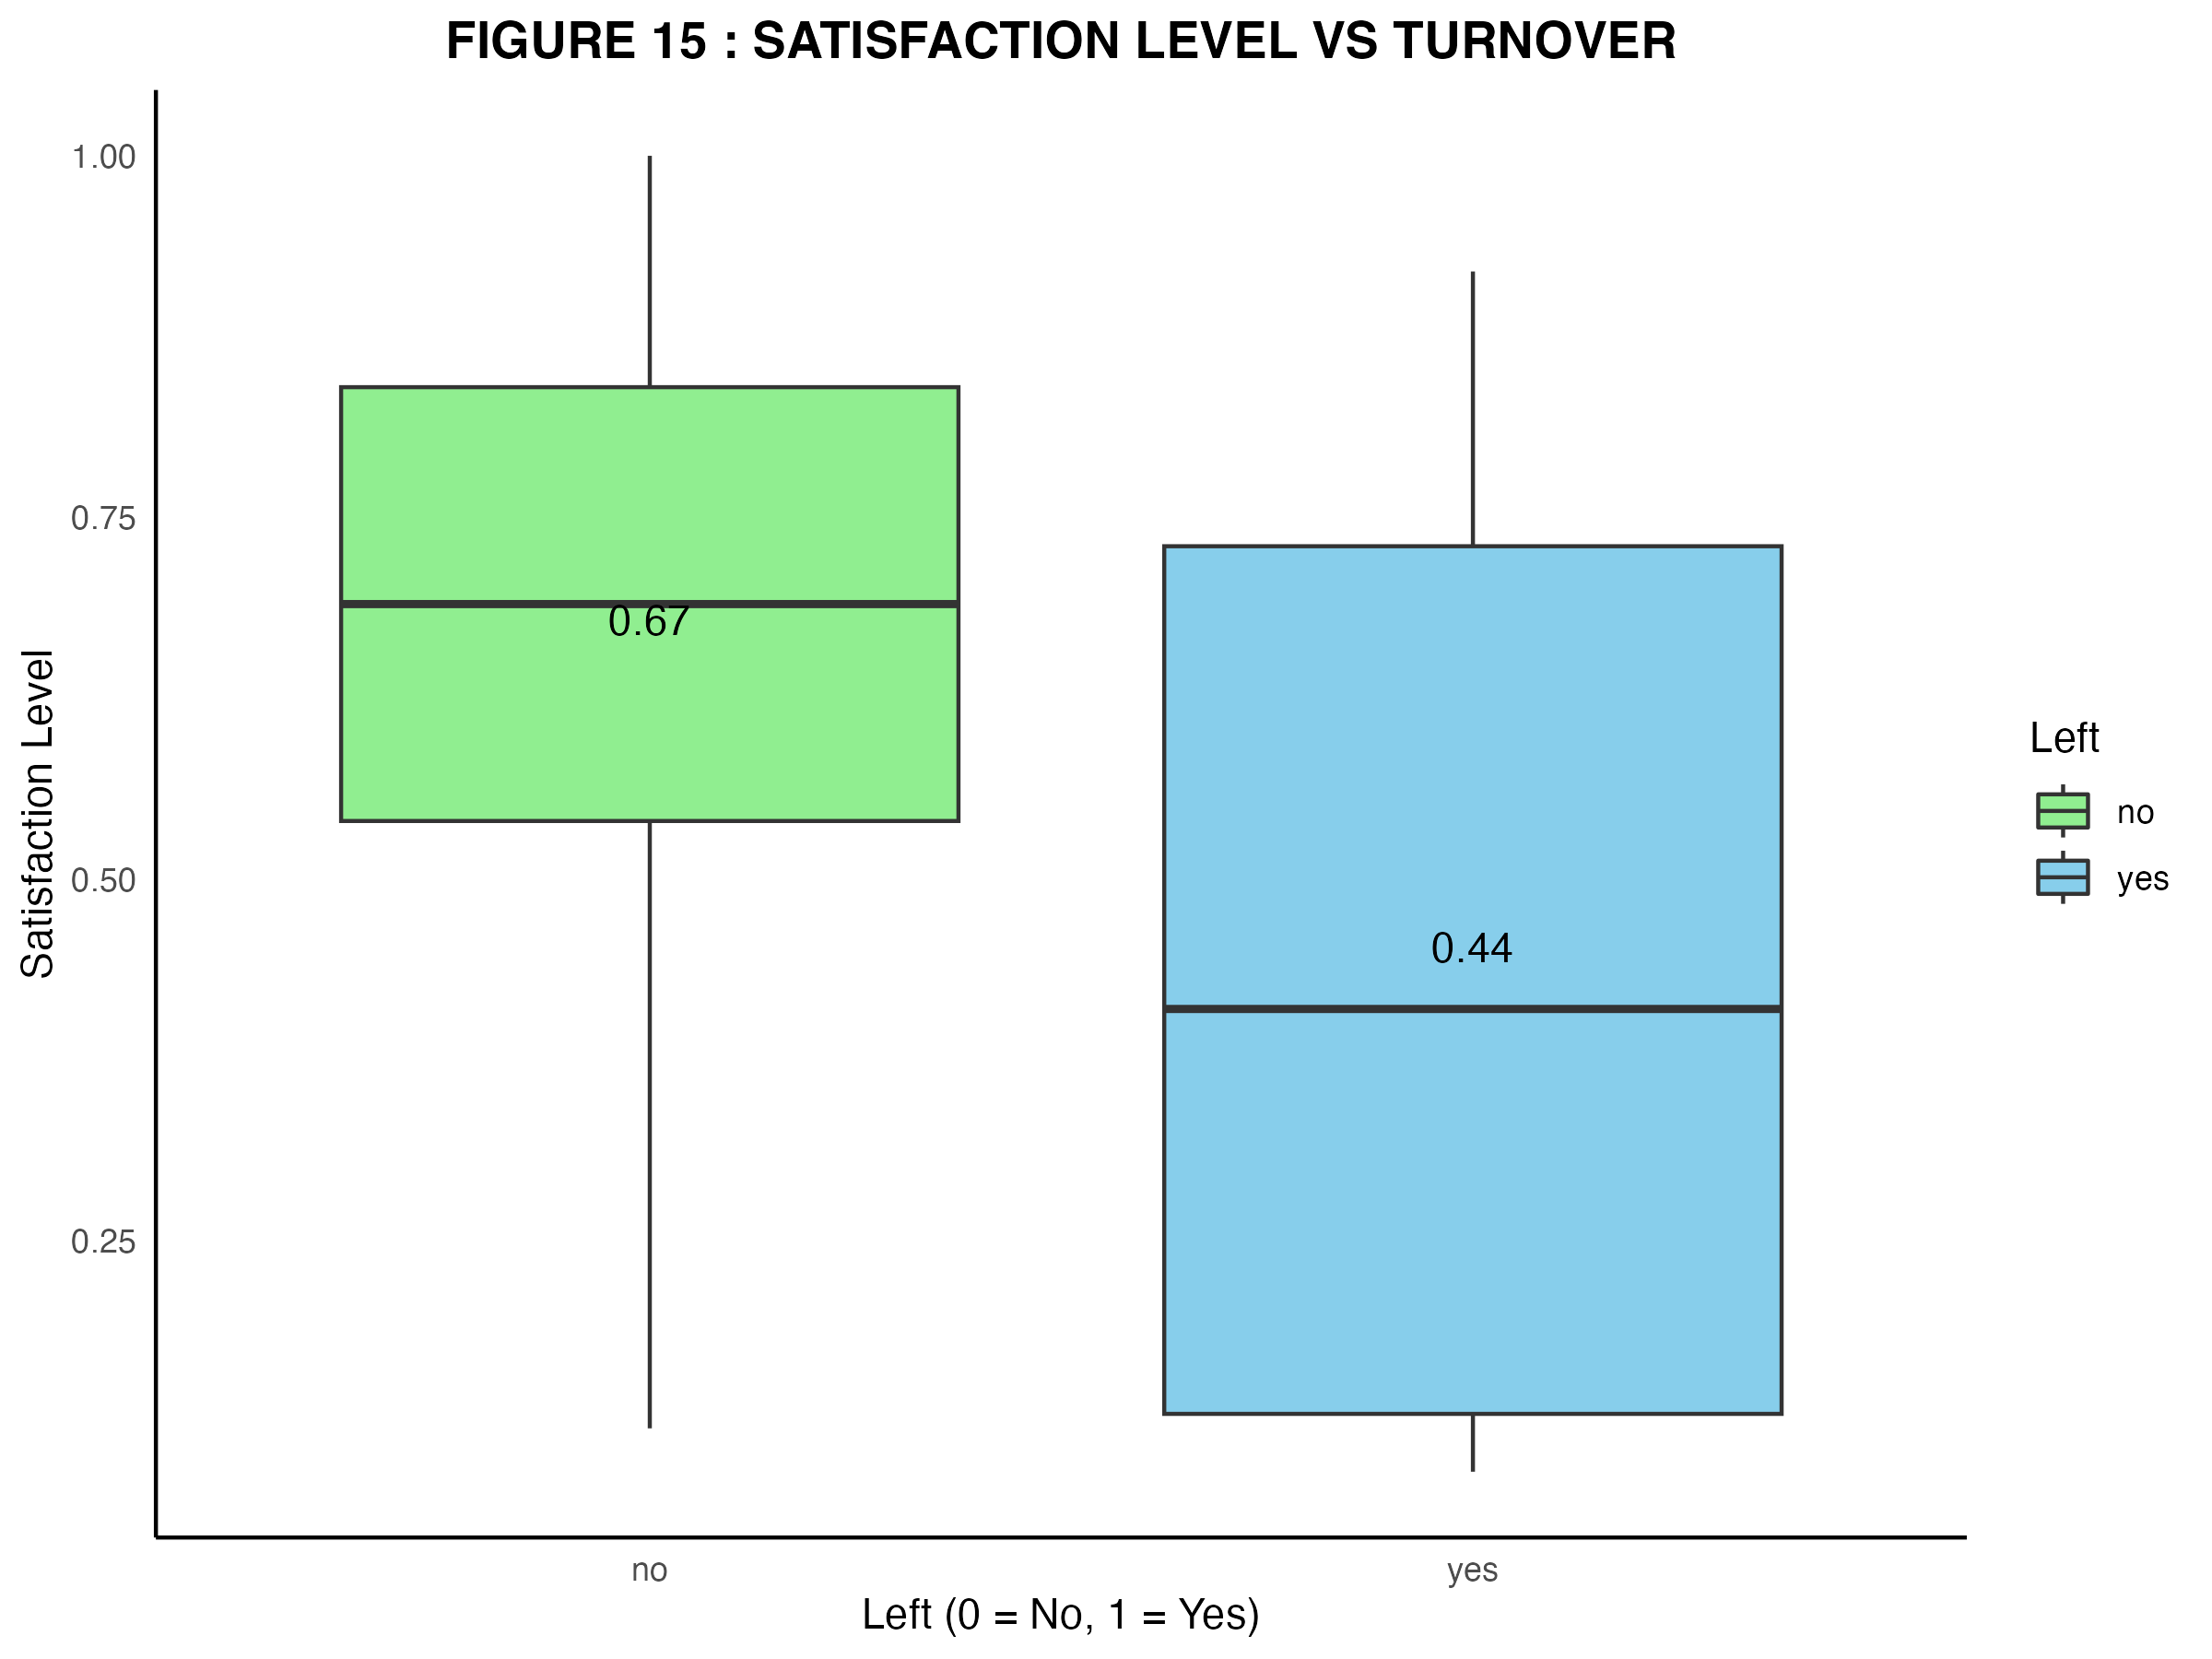 FIGURE 15 : SATISFACTION LEVEL VS TURNOVER
Satisfaction Level
1.00
0.75
0.50
0.25
0.67
0.44
no
yes
Left (0 = No, 1 = Yes)
Left
no
yes